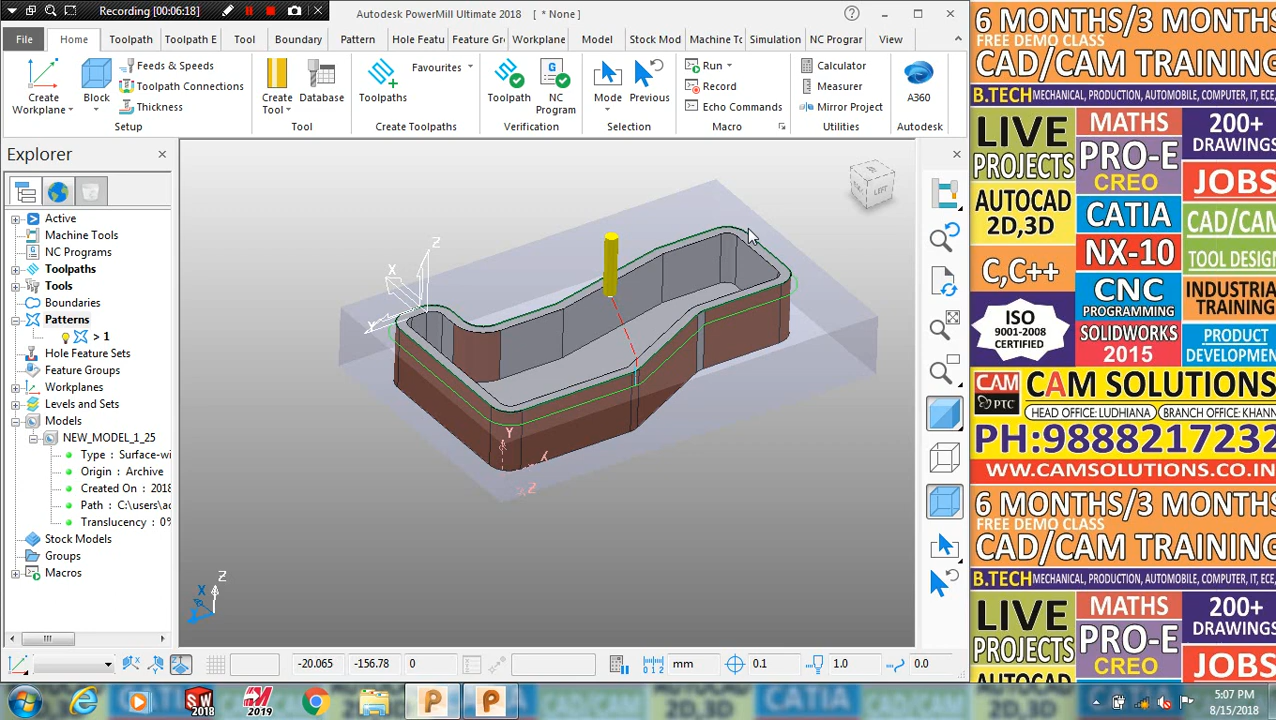 Recording [00:06:18]
Autodesk PowerMill Ultimate 2018 [ * None ]
File
Home
Toolpath
Toolpath E
Tool
Boundary
Pattern
Hole Featu
Feature Gr
Workplane
Model
Stock Mod
Machine Tc
Simulation
NC Prograr
View
Create
Workplane
Block
Feeds & Speeds
Toolpath Connections
Thickness
Setup
Create
Tool
Database
Tool
Toolpaths
Favourites
Create Toolpaths
Toolpath
NC
Program
Verification
Mode
Previous
Selection
Run
Record
Echo Commands
Macro
Calculator
Measurer
Mirror Project
Utilities
A360
Autodesk
Explorer
Active
Machine Tools
NC Programs
Toolpaths
Tools
Boundaries
Patterns
> 1
Hole Feature Sets
Feature Groups
Workplanes
Levels and Sets
Models
NEW_MODEL_1_25
Type : Surface-wi
Origin : Archive
Created On : 2018
Path : C:\users\ac
Translucency : 0%
Stock Models
Groups
Macros
Z
X
Y
Z
LEFT
Z
X
-20.065
-156.78
0
mm
0.1
1.0
0.0
SW
2018
2019
5:07 PM
8/15/2018
6 MONTHS/3 MONTHS
FREE DEMO CLASS
CAD/CAM TRAINING
B.TECH MECHANICAL, PRODUCTION, AUTOMOBILE, COMPUTER, IT, ECE,
LIVE
PROJECTS
MATHS
PRO-E
CREO
200+
DRAWINGS
AUTOCAD
2D,3D
CATIA
JOBS
CAD/CAM
TOOL DESIGN
C,C++
NX-10
CNC
PROGRAMMING
INDUSTRIA
TRAINING
ISO
9001-2008
CERTIFIED
SOLIDWORKS
2015
PRODUCT
DEVELOPMEN
CAM
PTC
CAM SOLUTIONS
HEAD OFFICE: LUDHIANA
BRANCH OFFICE: KHANN
PH:9888217232
WW.CAMSOLUTIONS.CO.IN
6 MONTHS/3 MONTHS
FREE DEMO CLASS
CAD/CAM TRAINING
B.TECH MECHANICAL, PRODUCTION, AUTOMOBILE, COMPUTER, IT, ECE,
LIVE
PROJECTS
MATHS
PRO-E
CREO
200+
DRAWINGS
AUTOCAD
2D,3D
CATIA
JOBS